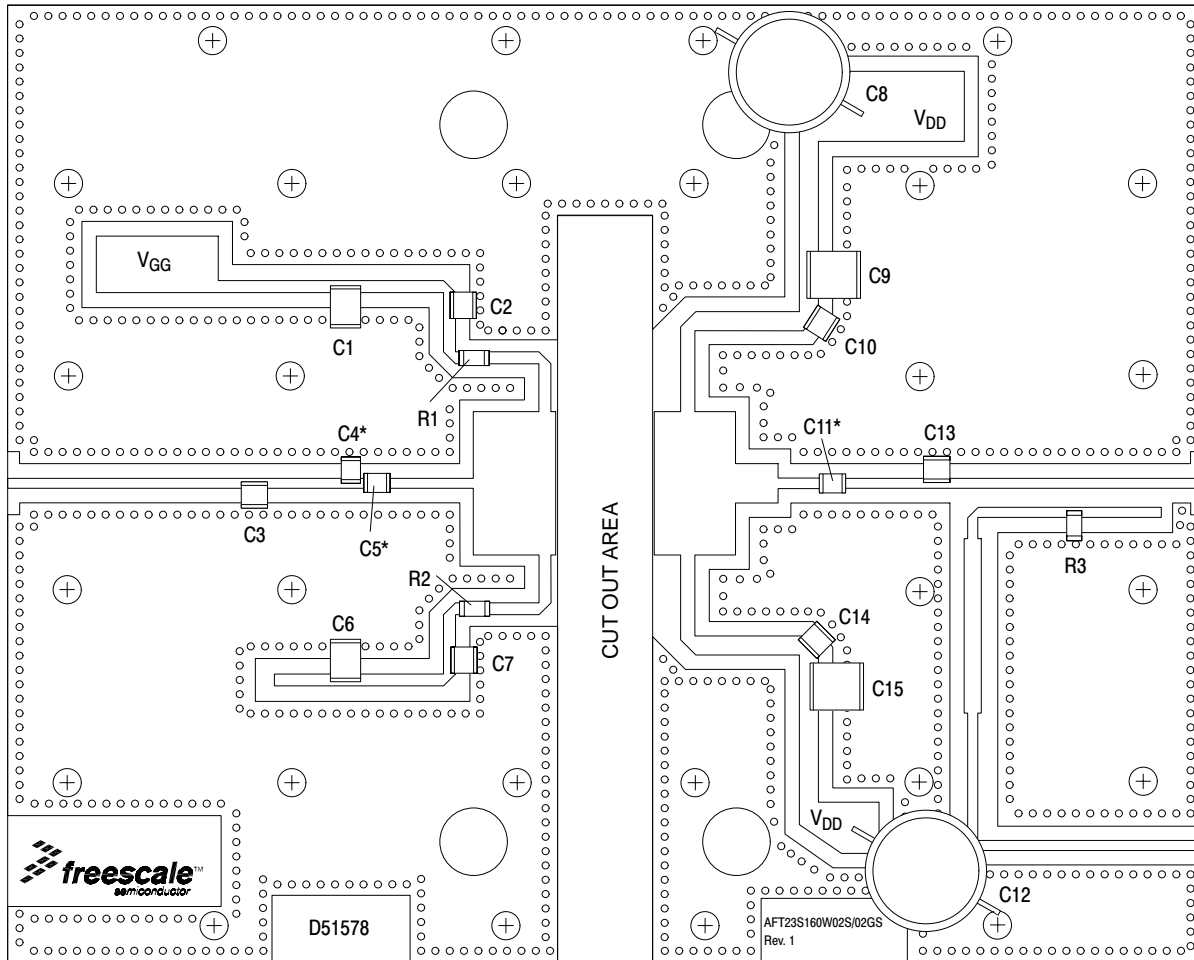 C8
VDD
VGG
C9
C2
C1
C10
R1
C4*
C11*
C13
C3
C5*
R3
R2
CUT OUT AREA
C6
C14
C7
C15
VDD
freescale™
semiconductor
C12
D51578
AFT23S160W02S/02GS
Rev. 1